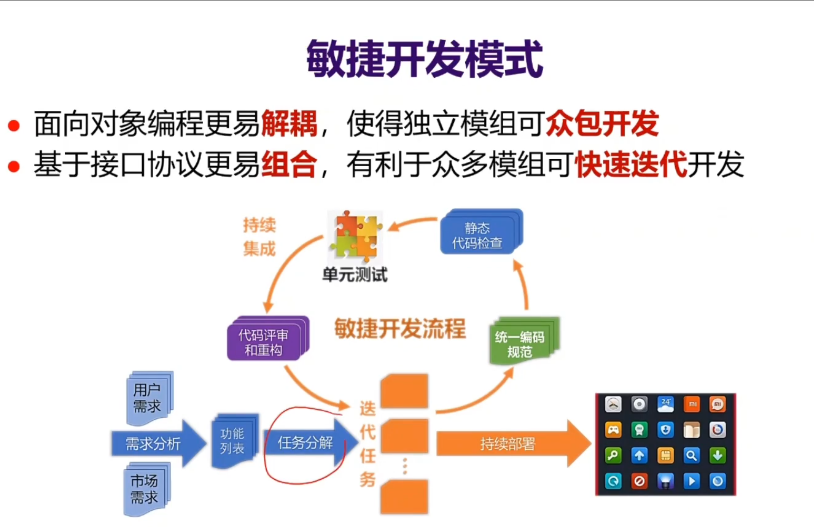 敏捷开发模式
面向对象编程更易解耦，使得独立模组可众包开发
基于接口协议更易组合，有利于众多模组可快速迭代开发
持续
集成
单元测试
静态
代码检查
代码评审
和重构
敏捷开发流程
统一编码
规范
用户
需求
需求分析
市场
需求
功能
列表
任务分解
迭
代
任
务
持续部署